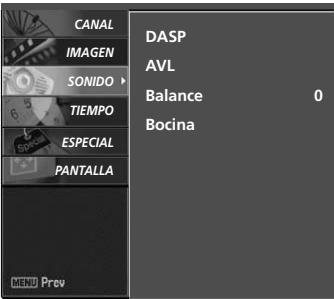 CANAL
IMAGEN
SONIDO
TIEMPO
ESPECIAL
PANTALLA
DASP
AVL
Balance 0
Bocina
MENU Prev